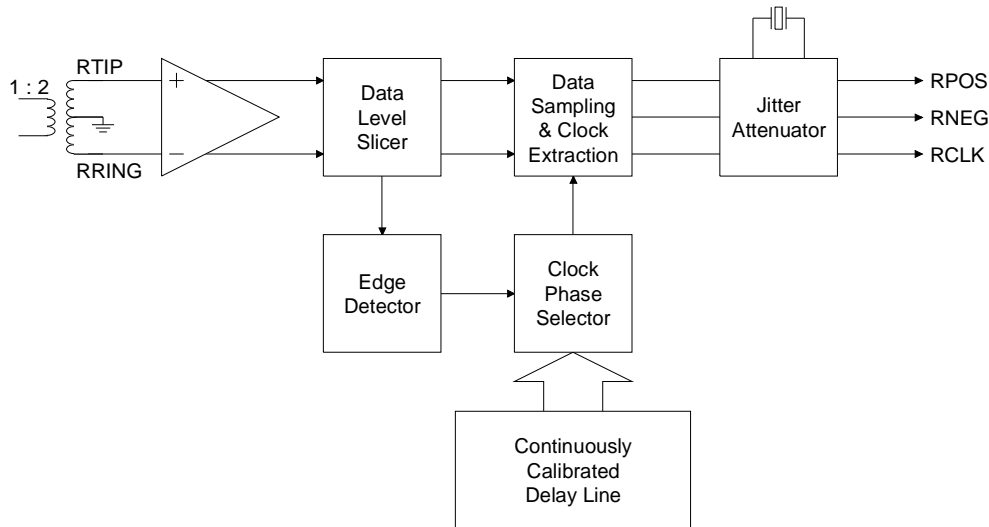 1 : 2
RTIP
RRING
+
−
Data
Level
Slicer
Data
Sampling
& Clock
Extraction
Jitter
Attenuator
RPOS
RNEG
RCLK
Edge
Detector
Clock
Phase
Selector
Continuously
Calibrated
Delay Line